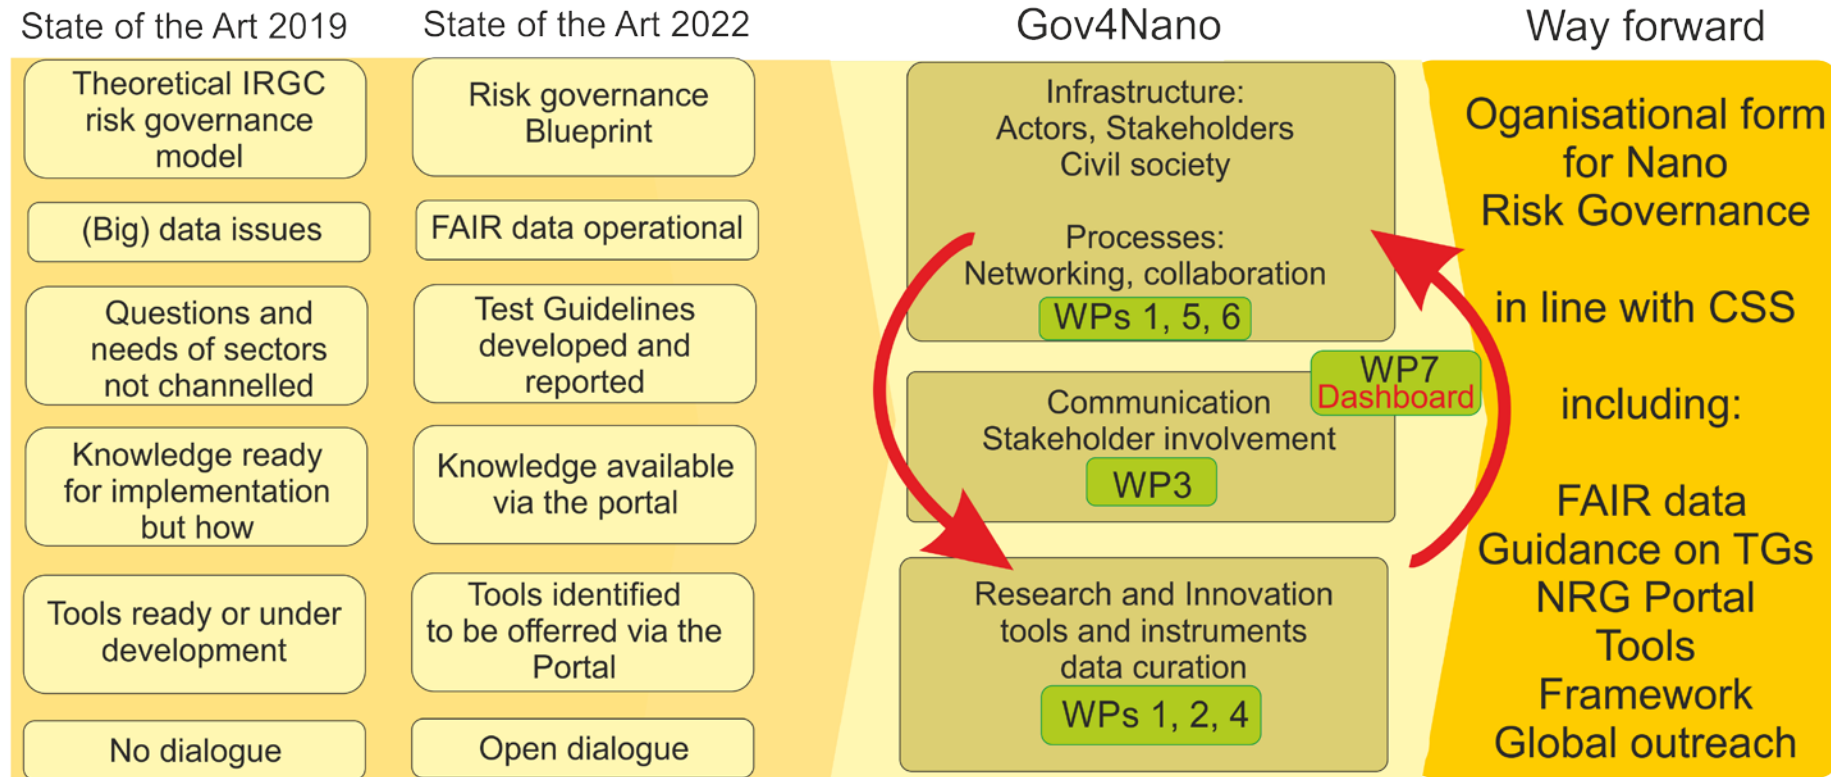 State of the Art 2019
Theoretical IRGC
risk governance
model
(Big) data issues
Questions and
needs of sectors
not channelled
Knowledge ready
for implementation
but how
Tools ready or under
development
No dialogue
State of the Art 2022
Risk governance
Blueprint
FAIR data operational
Test Guidelines
developed and
reported
Knowledge available
via the portal
Tools identified
to be offerred via the
Portal
Open dialogue
Gov4Nano
Infrastructure:
Actors, Stakeholders
Civil society
Processes:
Networking, collaboration
WPs 1, 5, 6
WP7
Dashboard
Communication
Stakeholder involvement
WP3
Research and Innovation
tools and instruments
data curation
WPs 1, 2, 4
Way forward
Oganisational form
for Nano
Risk Governance
in line with CSS
including:
FAIR data
Guidance on TGs
NRG Portal
Tools
Framework
Global outreach